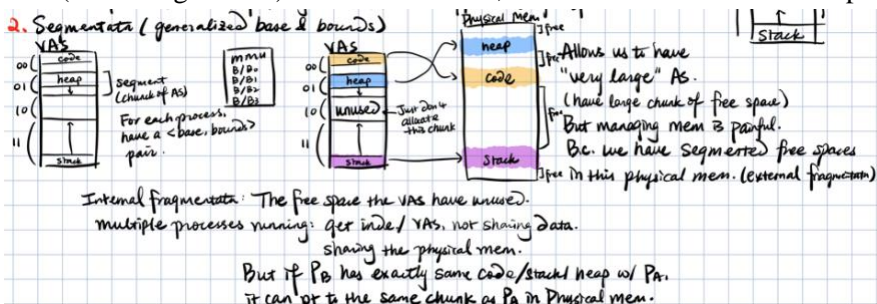 2. Segmentatn (generalized base & bounds)
VAS
00
code
01
heap
10
11
stack
segment
(chunk of AS)
For each process,
have a <base, bounds>
pair.
MMU
B/B0
B/B1
B/B2
B/B3
VAS
00
code
01
heap
10
unused
11
stack
Just don't
allocate
this chunk
Physical Mem
heap
code
Stack
free
free
free
free
Stack
Allows us to have
"very large" AS.
(have large chunk of free space)
But managing mem is painful.
B.c. we have segmented free spaces
in this physical mem. (external fragmentatn)
Internal fragmentatn: The free space the VAS have unused.
multiple processes running: get inde/ VAS, not sharing data.
sharing the physical mem.
But if PB has exactly same code/stack/heap w/ PA.
it can pt to the same chunk as PA in Physical mem.